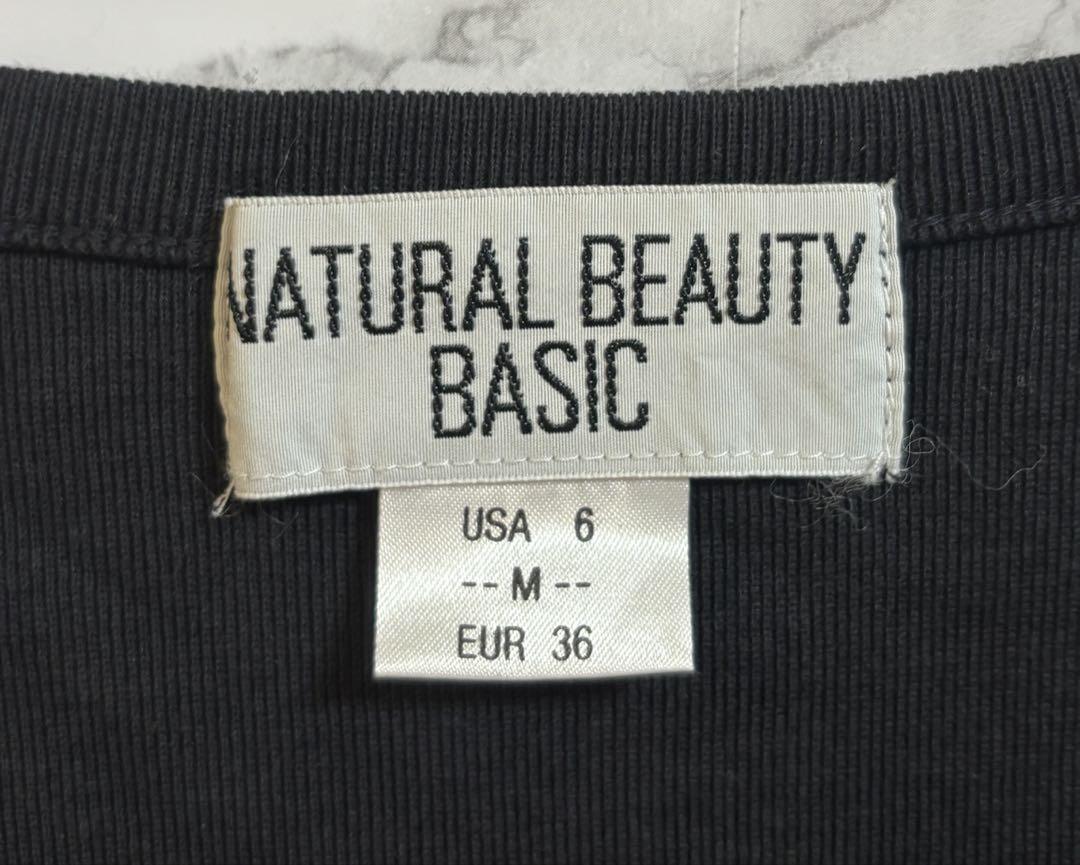 NATURAL BEAUTY
BASIC
USA 6
-- M --
EUR 36